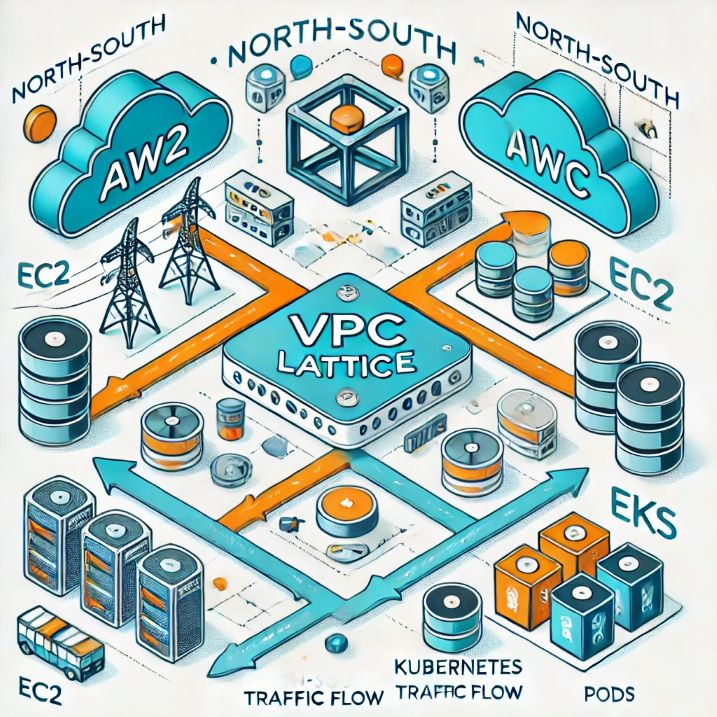 NORTH-SOUTH
NORTH-SOUTH
NORTH-SOUTH
AW2
AWC
EC2
EC2
VPC
LATTICE
EKS
EC2
TRAFFIC FLOW
KUBERNETES
TRAFFIC FLOW
PODS